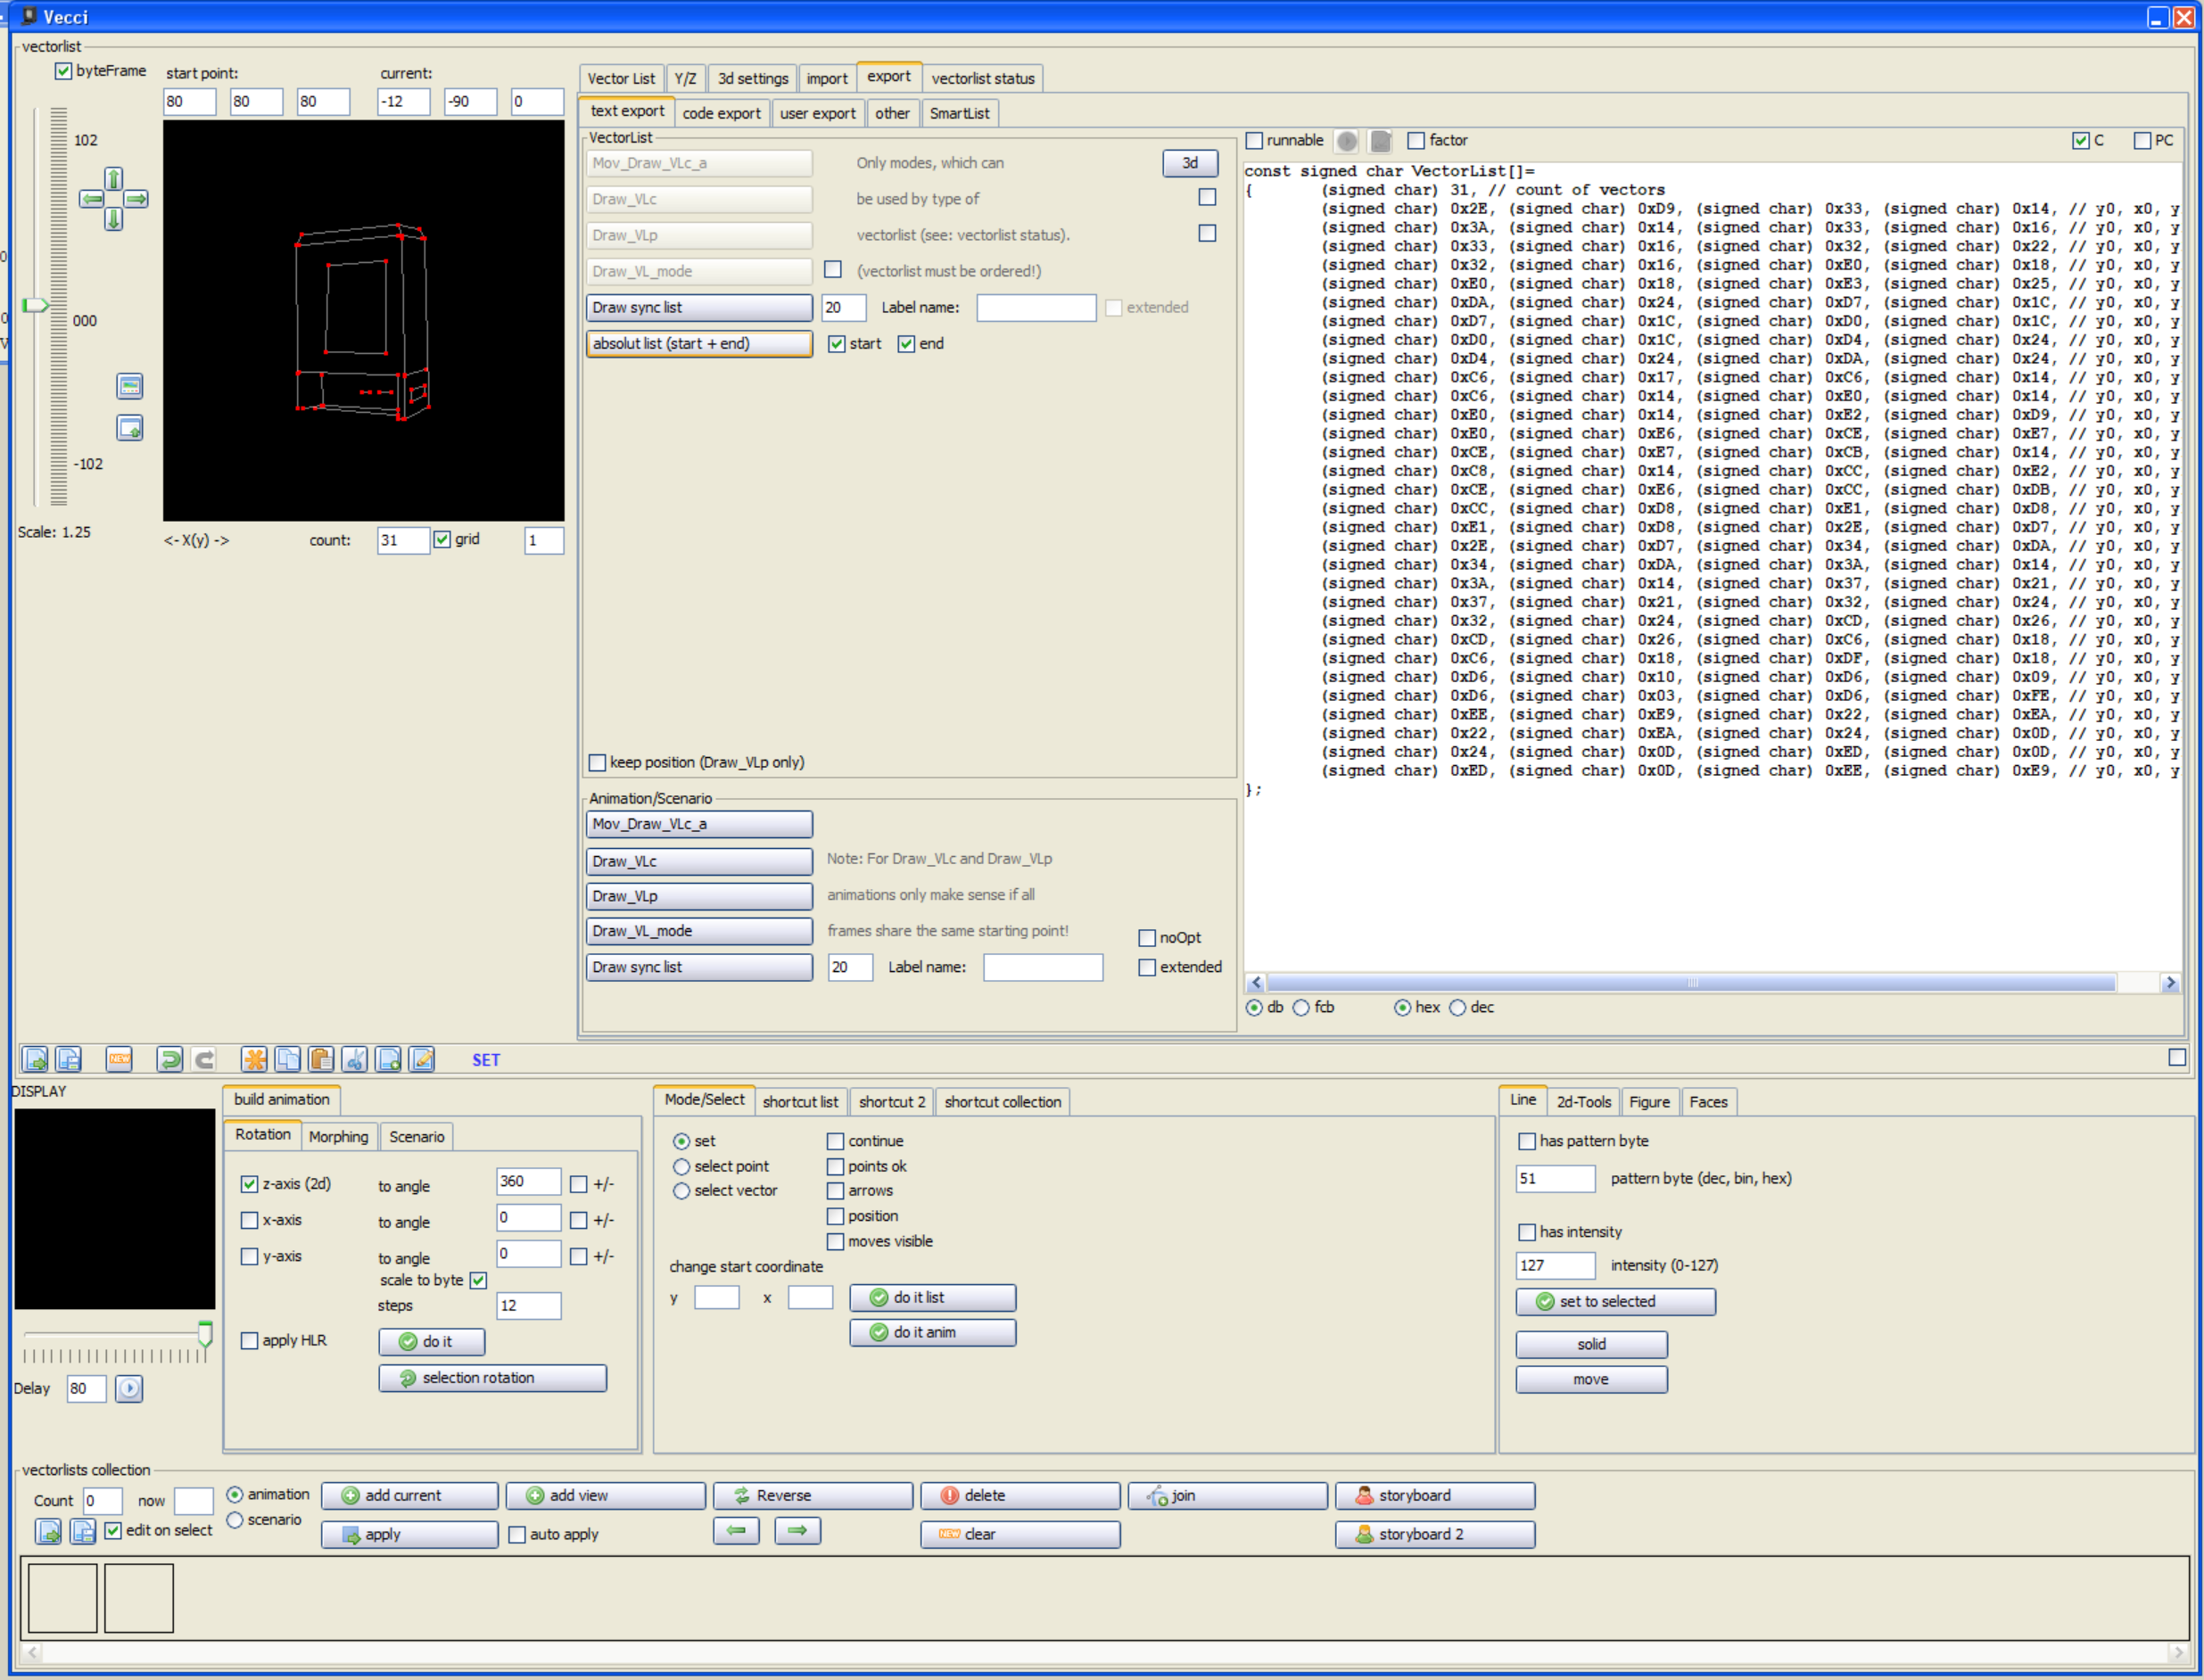 Vecci
vectorlist
byteFrame start point: current:
80 80 80 -12 -90 0
102
000
-102
Scale: 1.25
<- X(y) -> count: 31 grid 1
Vector List Y/Z 3d settings import export vectorlist status
text export code export user export other SmartList
VectorList
Mov_Draw_VLc_a Only modes, which can 3d
Draw_VLc be used by type of
Draw_VLp vectorlist (see: vectorlist status).
Draw_VL_mode (vectorlist must be ordered!)
Draw sync list 20 Label name: extended
absolut list (start + end) start end
keep position (Draw_VLp only)
Animation/Scenario
Mov_Draw_VLc_a
Draw_VLc Note: For Draw_VLc and Draw_VLp
Draw_VLp animations only make sense if all
Draw_VL_mode frames share the same starting point! noOpt
Draw sync list 20 Label name: extended
runnable factor C PC
const signed char VectorList[]=
{ (signed char) 31, // count of vectors
(signed char) 0x2E, (signed char) 0xD9, (signed char) 0x33, (signed char) 0x14, // y0, x0, y
(signed char) 0x3A, (signed char) 0x14, (signed char) 0x33, (signed char) 0x16, // y0, x0, y
(signed char) 0x33, (signed char) 0x16, (signed char) 0x32, (signed char) 0x22, // y0, x0, y
(signed char) 0x32, (signed char) 0x16, (signed char) 0xE0, (signed char) 0x18, // y0, x0, y
(signed char) 0xE0, (signed char) 0x18, (signed char) 0xE3, (signed char) 0x25, // y0, x0, y
(signed char) 0xDA, (signed char) 0x24, (signed char) 0xD7, (signed char) 0x1C, // y0, x0, y
(signed char) 0xD7, (signed char) 0x1C, (signed char) 0xD0, (signed char) 0x1C, // y0, x0, y
(signed char) 0xD0, (signed char) 0x1C, (signed char) 0xD4, (signed char) 0x24, // y0, x0, y
(signed char) 0xD4, (signed char) 0x24, (signed char) 0xDA, (signed char) 0x24, // y0, x0, y
(signed char) 0xC6, (signed char) 0x17, (signed char) 0xC6, (signed char) 0x14, // y0, x0, y
(signed char) 0xC6, (signed char) 0x14, (signed char) 0xE0, (signed char) 0x14, // y0, x0, y
(signed char) 0xE0, (signed char) 0x14, (signed char) 0xE2, (signed char) 0xD9, // y0, x0, y
(signed char) 0xE0, (signed char) 0xE6, (signed char) 0xCE, (signed char) 0xE7, // y0, x0, y
(signed char) 0xCE, (signed char) 0xE7, (signed char) 0xCB, (signed char) 0x14, // y0, x0, y
(signed char) 0xC8, (signed char) 0x14, (signed char) 0xCC, (signed char) 0xE2, // y0, x0, y
(signed char) 0xCE, (signed char) 0xE6, (signed char) 0xCC, (signed char) 0xDB, // y0, x0, y
(signed char) 0xCC, (signed char) 0xD8, (signed char) 0xE1, (signed char) 0xD8, // y0, x0, y
(signed char) 0xE1, (signed char) 0xD8, (signed char) 0x2E, (signed char) 0xD7, // y0, x0, y
(signed char) 0x2E, (signed char) 0xD7, (signed char) 0x34, (signed char) 0xDA, // y0, x0, y
(signed char) 0x34, (signed char) 0xDA, (signed char) 0x3A, (signed char) 0x14, // y0, x0, y
(signed char) 0x3A, (signed char) 0x14, (signed char) 0x37, (signed char) 0x21, // y0, x0, y
(signed char) 0x37, (signed char) 0x21, (signed char) 0x32, (signed char) 0x24, // y0, x0, y
(signed char) 0x32, (signed char) 0x24, (signed char) 0xCD, (signed char) 0x26, // y0, x0, y
(signed char) 0xCD, (signed char) 0x26, (signed char) 0xC6, (signed char) 0x18, // y0, x0, y
(signed char) 0xC6, (signed char) 0x18, (signed char) 0xDF, (signed char) 0x18, // y0, x0, y
(signed char) 0xD6, (signed char) 0x10, (signed char) 0xD6, (signed char) 0x09, // y0, x0, y
(signed char) 0xD6, (signed char) 0x03, (signed char) 0xD6, (signed char) 0xFE, // y0, x0, y
(signed char) 0xEE, (signed char) 0xE9, (signed char) 0x22, (signed char) 0xEA, // y0, x0, y
(signed char) 0x22, (signed char) 0xEA, (signed char) 0x24, (signed char) 0x0D, // y0, x0, y
(signed char) 0x24, (signed char) 0x0D, (signed char) 0xED, (signed char) 0x0D, // y0, x0, y
(signed char) 0xED, (signed char) 0x0D, (signed char) 0xEE, (signed char) 0xE9, // y0, x0, y
};
db fcb hex dec
NEW SET
DISPLAY
Delay 80
build animation
Rotation Morphing Scenario
z-axis (2d) to angle 360 +/-
x-axis to angle 0 +/-
y-axis to angle 0 +/-
scale to byte
steps 12
apply HLR do it
selection rotation
Mode/Select shortcut list shortcut 2 shortcut collection
set continue
select point points ok
select vector arrows
position
moves visible
change start coordinate
y x do it list
do it anim
Line 2d-Tools Figure Faces
has pattern byte
51 pattern byte (dec, bin, hex)
has intensity
127 intensity (0-127)
set to selected
solid
move
vectorlists collection
Count 0 now animation add current add view Reverse delete join storyboard
edit on select scenario apply auto apply NEW clear storyboard 2